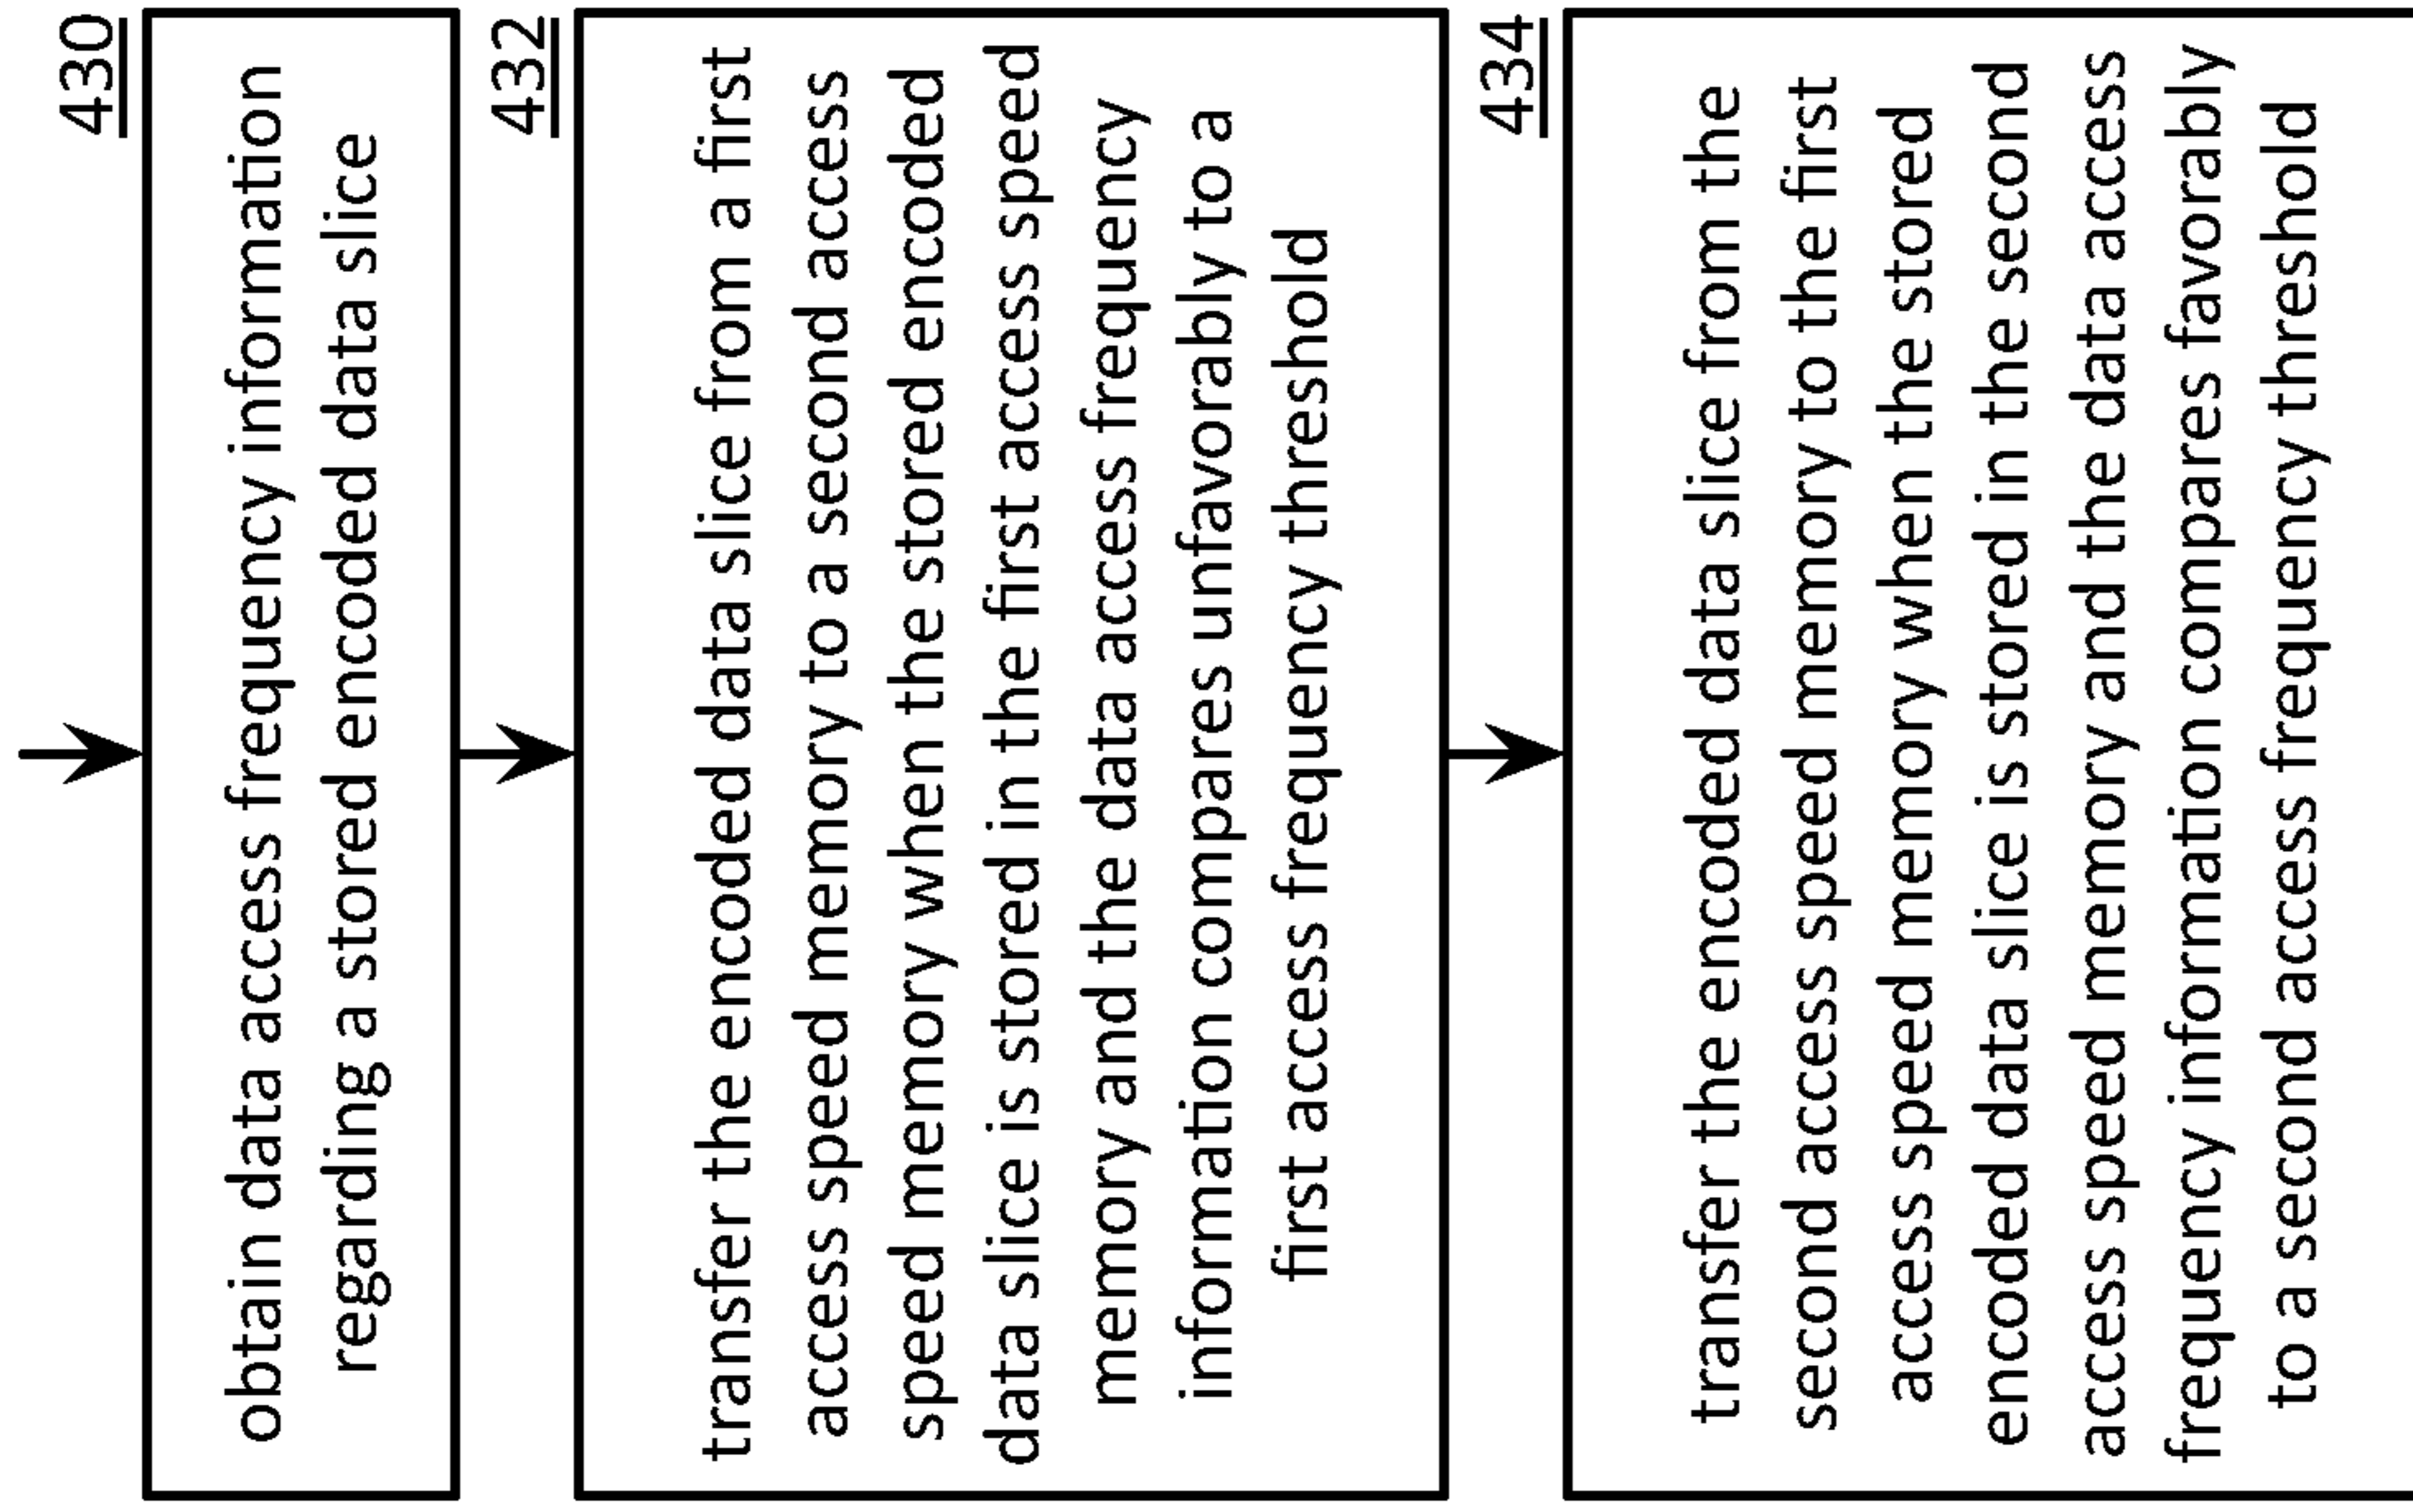 430
obtain data access frequency information
regarding a stored encoded data slice
432
transfer the encoded data slice from a first
access speed memory to a second access
speed memory when the stored encoded
data slice is stored in the first access speed
memory and the data access frequency
information compares unfavorably to a
first access frequency threshold
434
transfer the encoded data slice from the
second access speed memory to the first
access speed memory when the stored
encoded data slice is stored in the second
access speed memory and the data access
frequency information compares favorably
to a second access frequency threshold